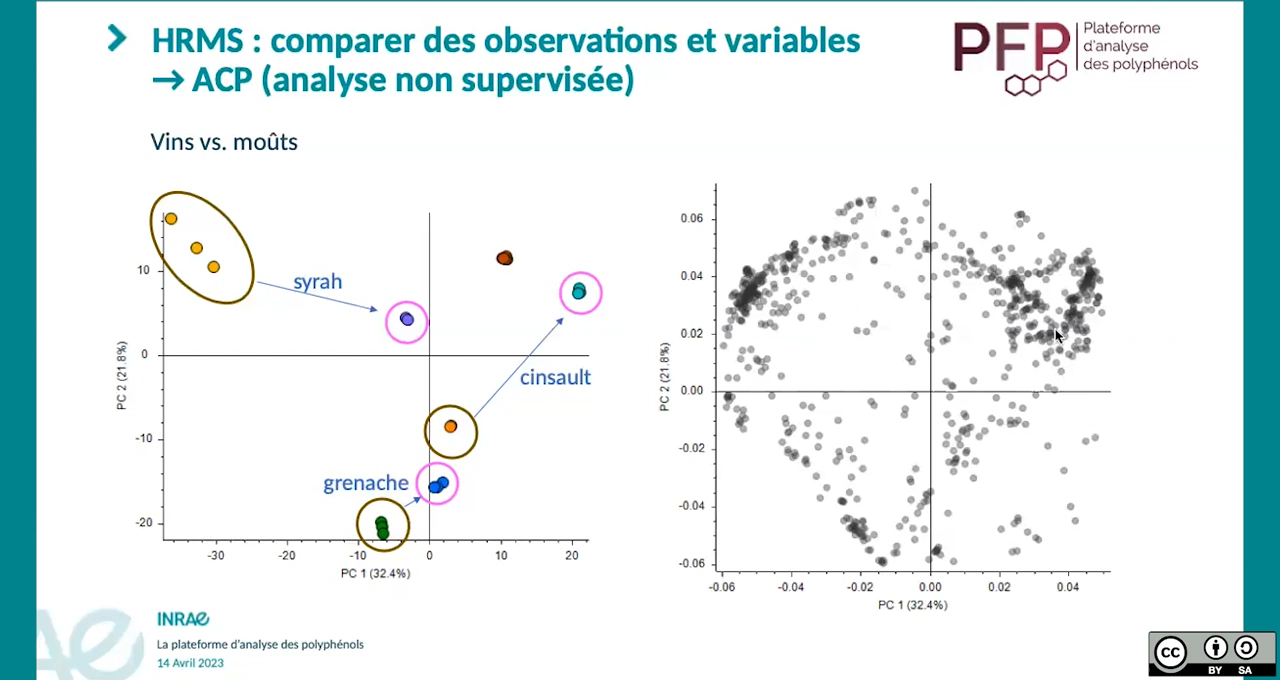 HRMS : comparer des observations et variables
→ ACP (analyse non supervisée)
PFP
Plateforme
d'analyse
des polyphénols
Vins vs. moûts
10
0
-10
-20
PC 2 (21.8%)
-30
-20
-10
0
10
20
PC 1 (32.4%)
syrah
cinsault
grenache
0.06
0.04
0.02
0.00
-0.02
-0.04
-0.06
PC 2 (21.8%)
-0.06
-0.04
-0.02
0.00
0.02
0.04
PC 1 (32.4%)
INRAE
La plateforme d'analyse des polyphénols
14 Avril 2023
cc
BY SA